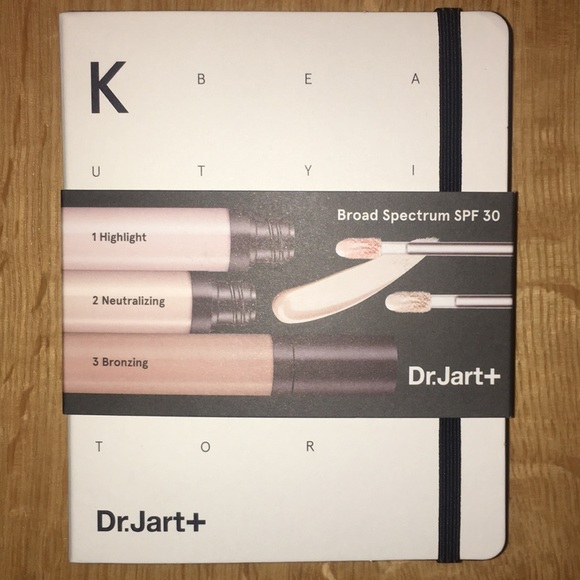 K B E A
U T Y I
Broad Spectrum SPF 30
1 Highlight
2 Neutralizing
3 Bronzing
Dr.Jart+
T O R
Dr.Jart+